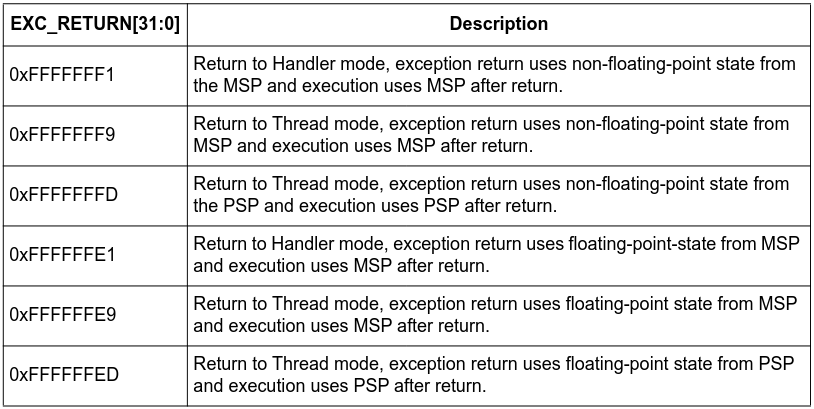 EXC_RETURN[31:0] Description
0xFFFFFFF1
Return to Handler mode, exception return uses non-floating-point state from
the MSP and execution uses MSP after return.
0xFFFFFFF9
Return to Thread mode, exception return uses non-floating-point state from
MSP and execution uses MSP after return.
0xFFFFFFFD
Return to Thread mode, exception return uses non-floating-point state from
the PSP and execution uses PSP after return.
0xFFFFFFE1
Return to Handler mode, exception return uses floating-point-state from MSP
and execution uses MSP after return.
0xFFFFFFE9
Return to Thread mode, exception return uses floating-point state from MSP
and execution uses MSP after return.
0xFFFFFFED
Return to Thread mode, exception return uses floating-point state from PSP
and execution uses PSP after return.